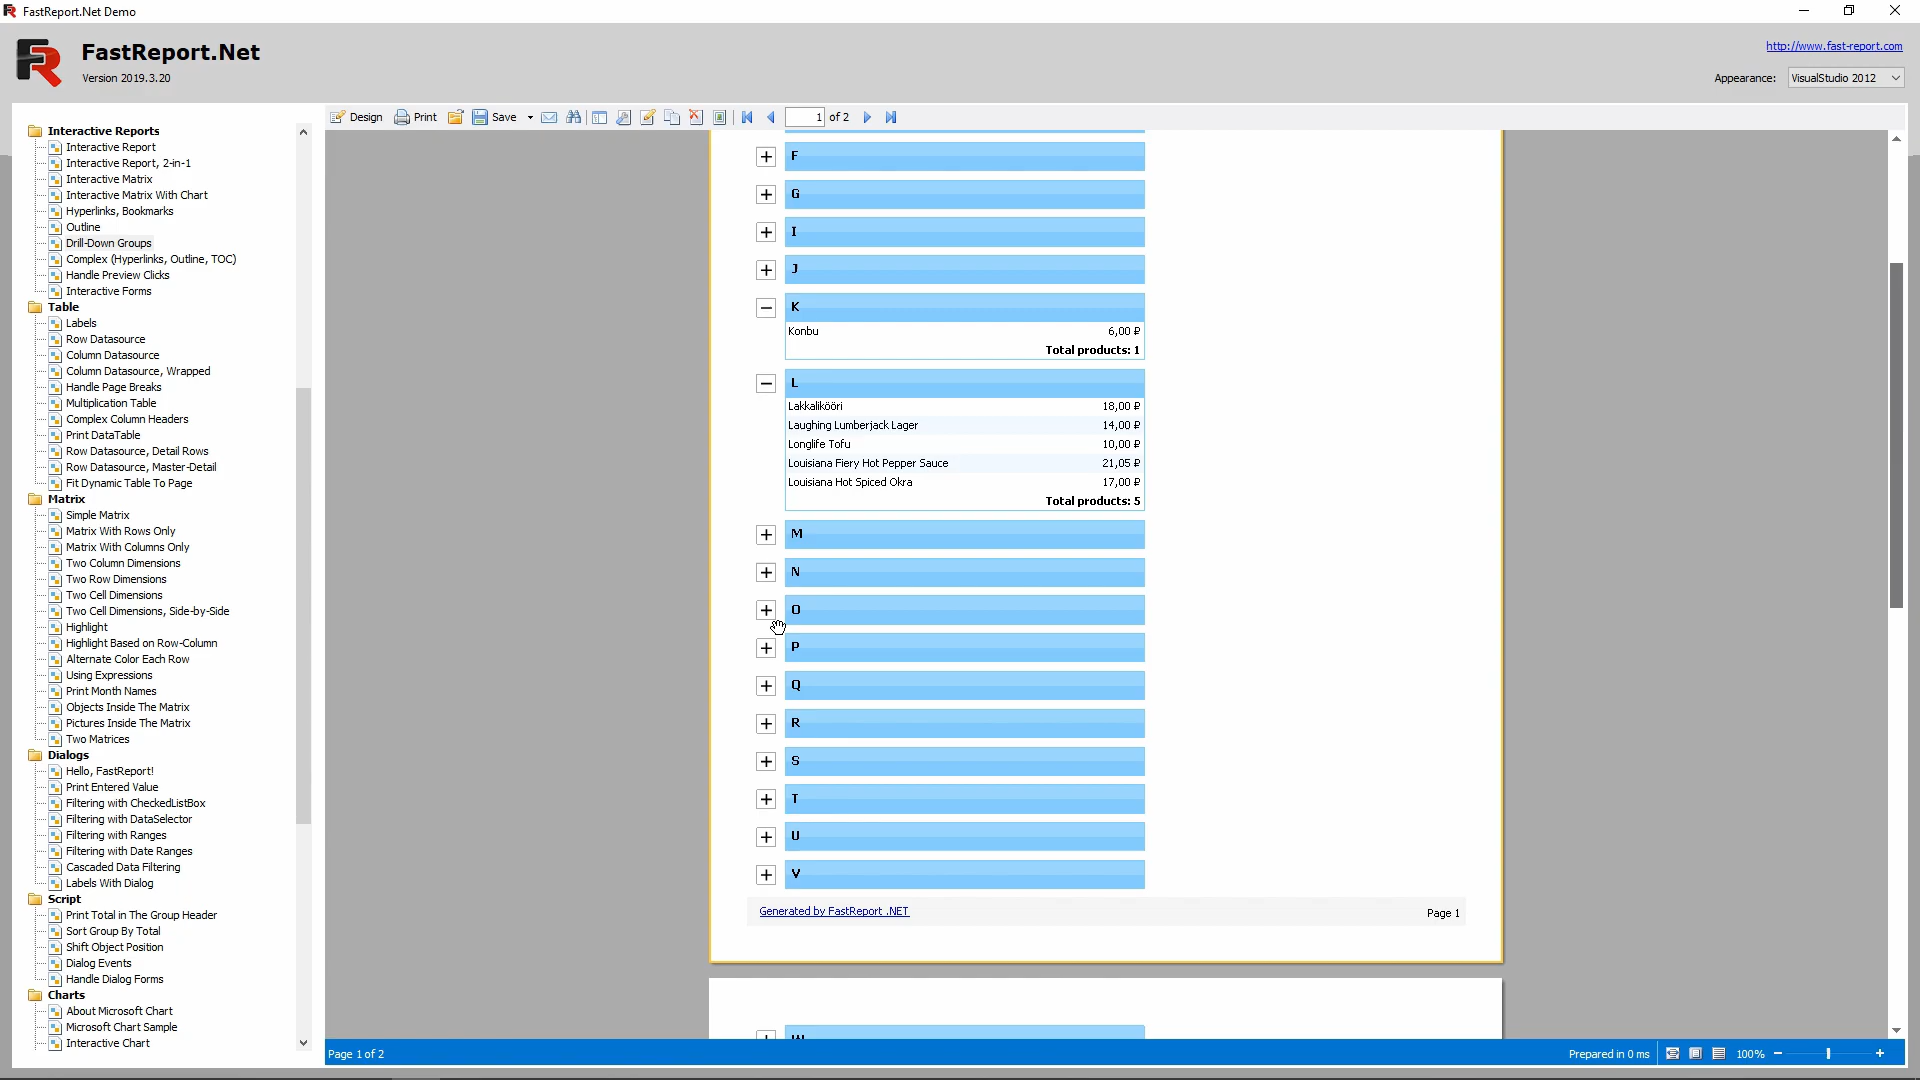 FastReport.Net Demo
FastReport.Net
Version 2019.3.20
http://www.fast-report.com
Appearance: VisualStudio 2012
Interactive Reports
Interactive Report
Interactive Report, 2-in-1
Interactive Matrix
Interactive Matrix With Chart
Hyperlinks, Bookmarks
Outline
Drill-Down Groups
Complex (Hyperlinks, Outline, TOC)
Handle Preview Clicks
Interactive Forms
Table
Labels
Row Datasource
Column Datasource
Column Datasource, Wrapped
Handle Page Breaks
Multiplication Table
Complex Column Headers
Print DataTable
Row Datasource, Detail Rows
Row Datasource, Master-Detail
Fit Dynamic Table To Page
Matrix
Simple Matrix
Matrix With Rows Only
Matrix With Columns Only
Two Column Dimensions
Two Row Dimensions
Two Cell Dimensions
Two Cell Dimensions, Side-by-Side
Highlight
Highlight Based on Row-Column
Alternate Color Each Row
Using Expressions
Print Month Names
Objects Inside The Matrix
Pictures Inside The Matrix
Two Matrices
Dialogs
Hello, FastReport!
Print Entered Value
Filtering with CheckedListBox
Filtering with DataSelector
Filtering with Ranges
Filtering with Date Ranges
Cascaded Data Filtering
Labels With Dialog
Script
Print Total in The Group Header
Sort Group By Total
Shift Object Position
Dialog Events
Handle Dialog Forms
Charts
About Microsoft Chart
Microsoft Chart Sample
Interactive Chart
Design Print Save 1 of 2
F
G
I
J
K
Konbu 6,00 ₽
Total products: 1
L
Lakkalikööri 18,00 ₽
Laughing Lumberjack Lager 14,00 ₽
Longlife Tofu 10,00 ₽
Louisiana Fiery Hot Pepper Sauce 21,05 ₽
Louisiana Hot Spiced Okra 17,00 ₽
Total products: 5
M
N
O
P
Q
R
S
T
U
V
Generated by FastReport .NET Page 1
Page 1 of 2 Prepared in 0 ms 100%